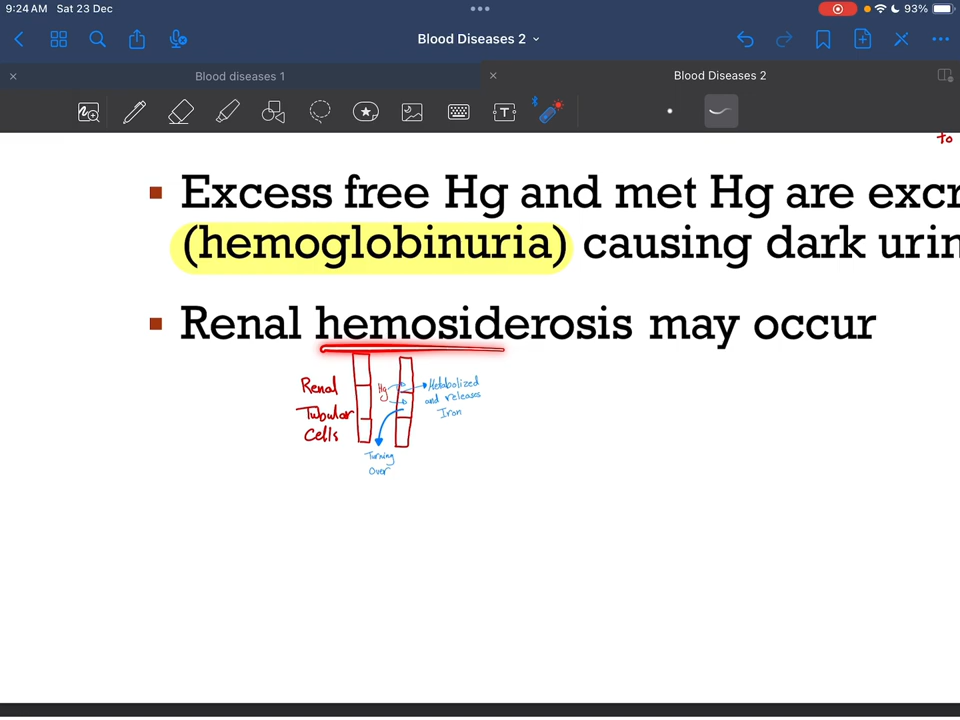 9:24 AM Sat 23 Dec
93%
Blood Diseases 2
Blood diseases 1
Blood Diseases 2
to
Excess free Hg and met Hg are excr
(hemoglobinuria) causing dark urin
Renal hemosiderosis may occur
Renal
Tubular
Cells
Hg
Metabolized
and releases
Iron
Turning
Over